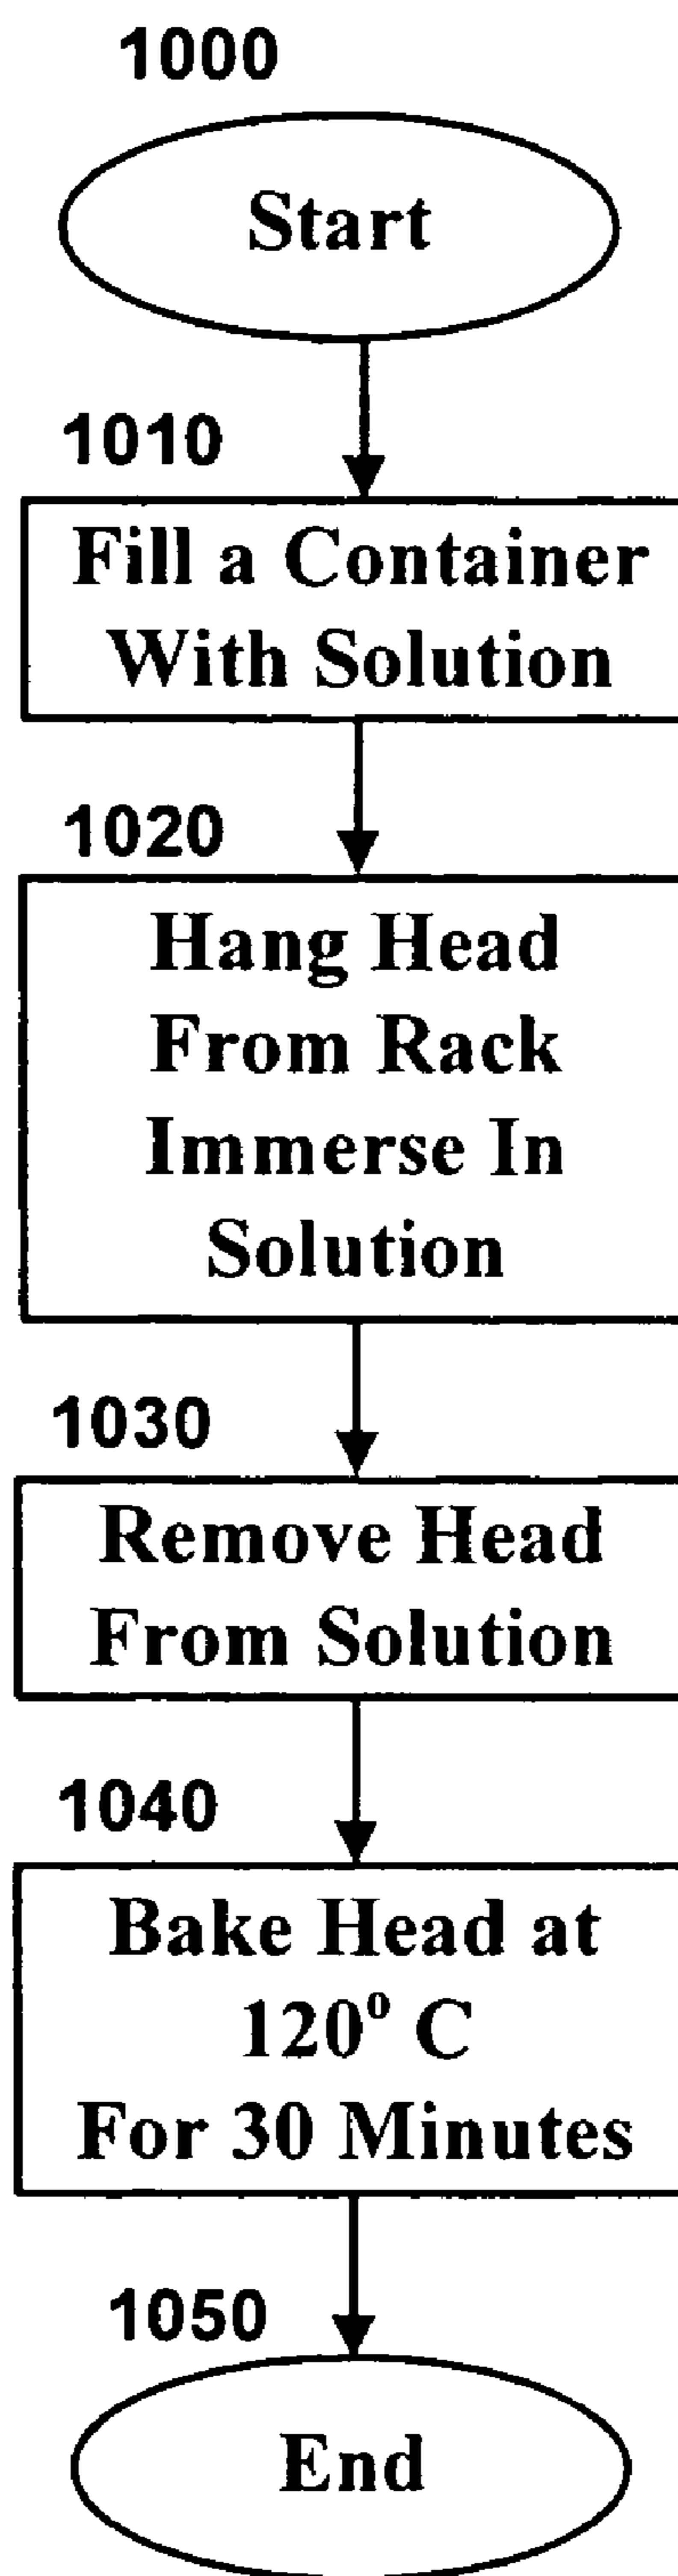 1000
Start
1010
Fill a Container
With Solution
1020
Hang Head
From Rack
Immerse In
Solution
1030
Remove Head
From Solution
1040
Bake Head at
120° C
For 30 Minutes
1050
End